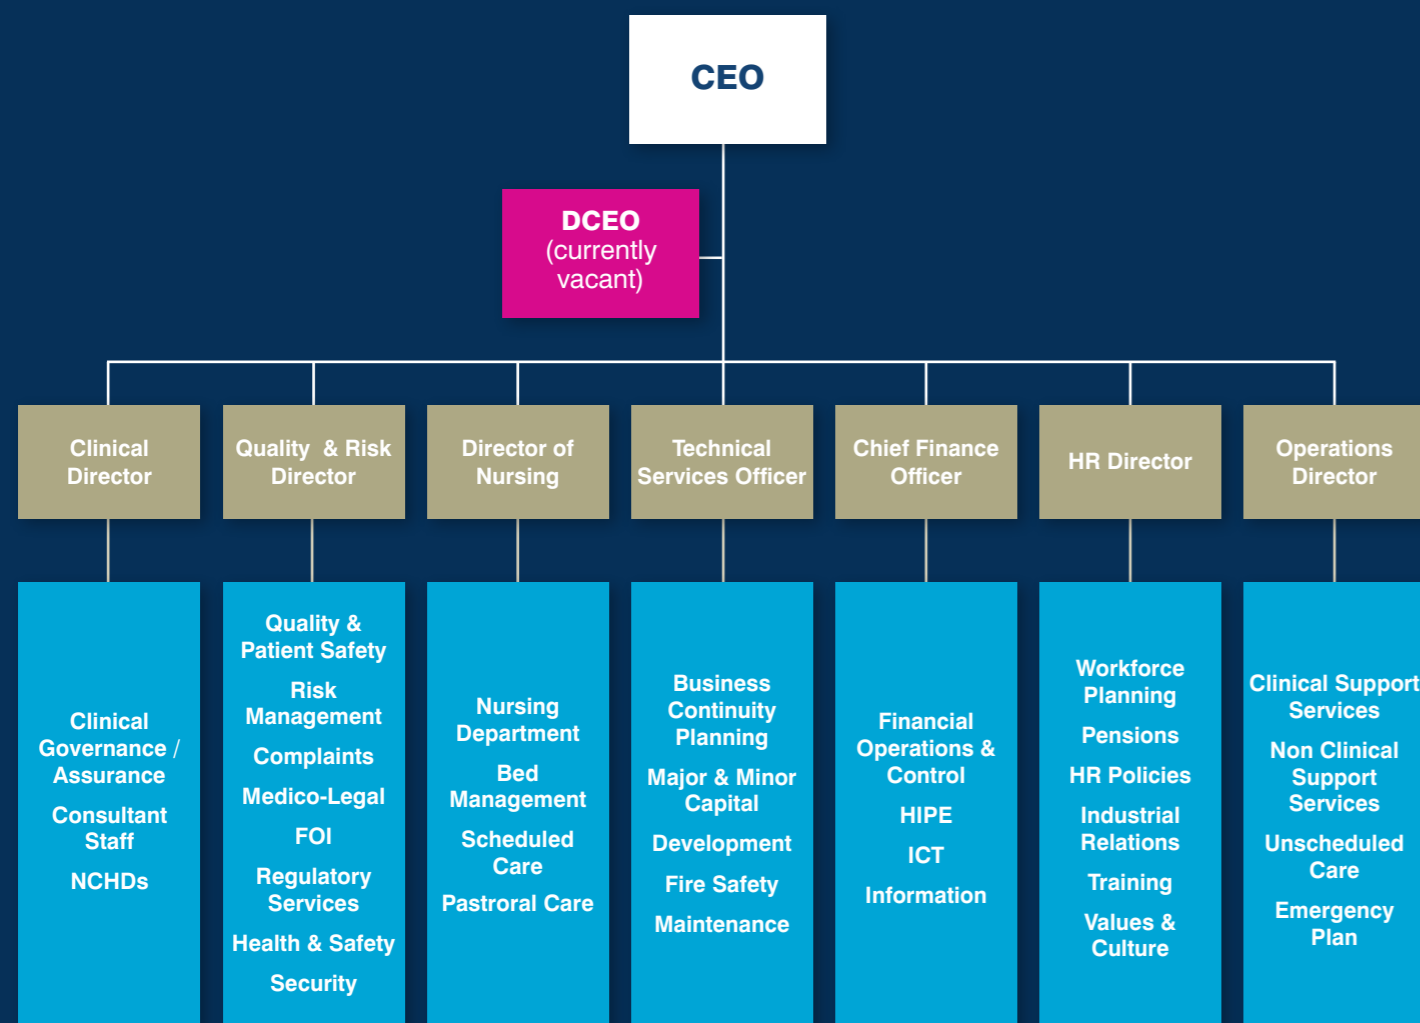 CEO
DCEO
(currently
vacant)
Clinical
Director
Quality & Risk
Director
Director of
Nursing
Technical
Services Officer
Chief Finance
Officer
HR Director
Operations
Director
Clinical
Governance /
Assurance
Consultant
Staff
NCHDs
Quality &
Patient Safety
Risk
Management
Complaints
Medico-Legal
FOI
Regulatory
Services
Health & Safety
Security
Nursing
Department
Bed
Management
Scheduled
Care
Pastroral Care
Business
Continuity
Planning
Major & Minor
Capital
Development
Fire Safety
Maintenance
Financial
Operations &
Control
HIPE
ICT
Information
Workforce
Planning
Pensions
HR Policies
Industrial
Relations
Training
Values &
Culture
Clinical Support
Services
Non Clinical
Support
Services
Unscheduled
Care
Emergency
Plan